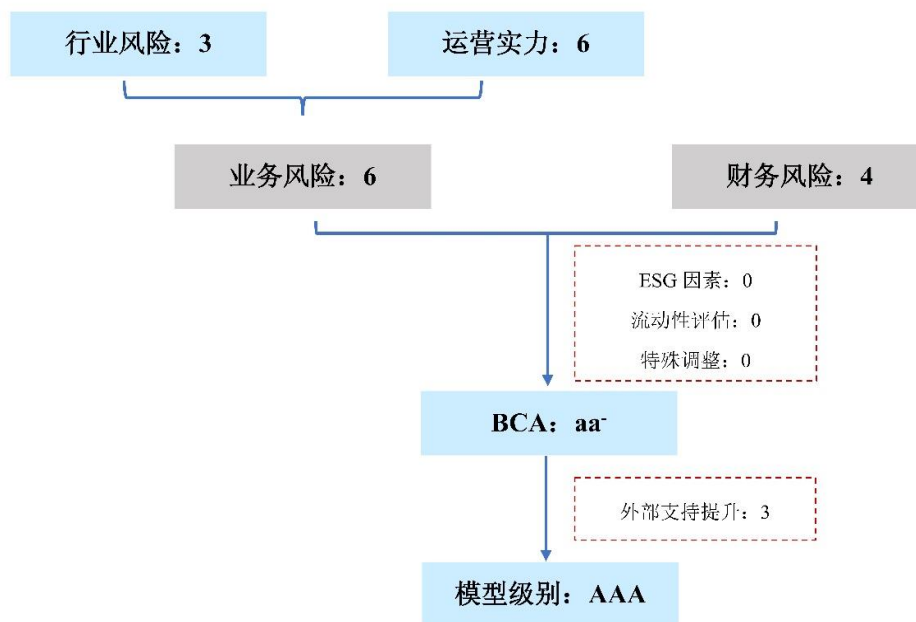 行业风险：3
运营实力：6
业务风险：6
财务风险：4
ESG 因素：0
流动性评估：0
特殊调整：0
BCA：aa-
外部支持提升：3
模型级别：AAA